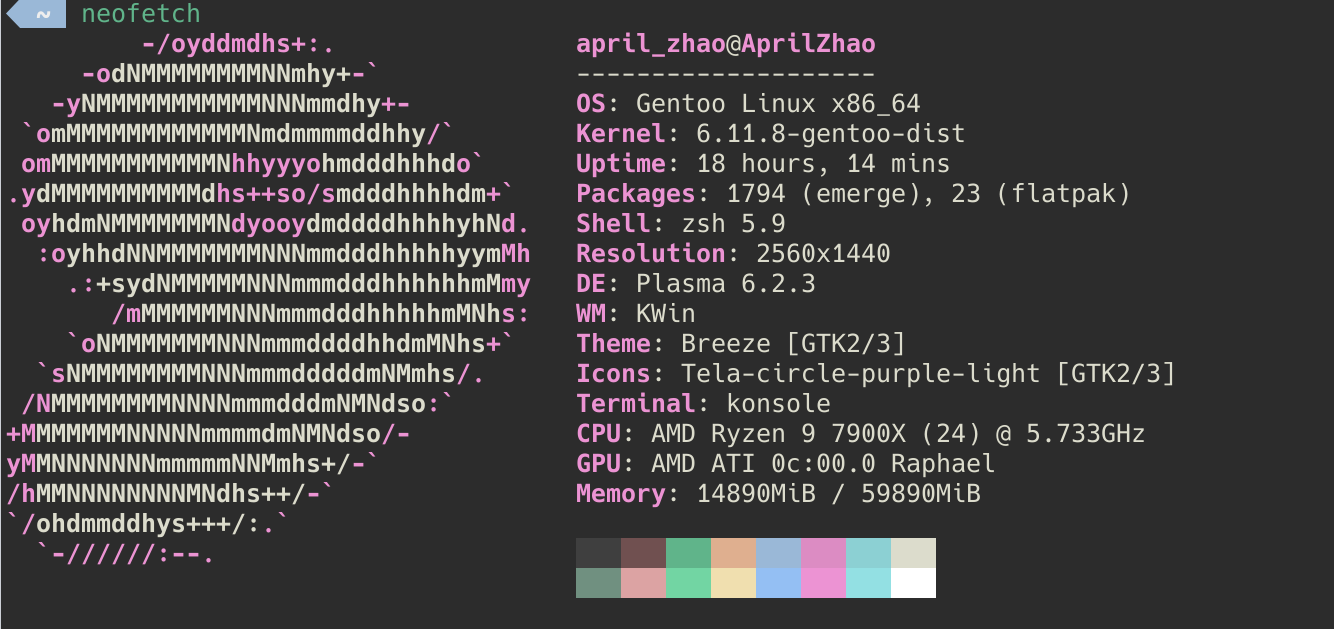 ~ neofetch
-/oyddmdhs+:.
-odNMMMMMMMMNNmhy+-`
-yNMMMMMMMMMMMNNNmmdhy+-
`omMMMMMMMMMMMMNmdmmmmddhhy/`
omMMMMMMMMMMMNhhyyyohmdddhhhdo`
.ydMMMMMMMMMMdhs++so/smdddhhhhdm+`
oyhdmNMMMMMMMNdyooydmddddhhhhyhNd.
:oyhhdNNMMMMMMMNNNmmdddhhhhhyymMh
.:+sydNMMMMMNNNmmmdddhhhhhhmMmy
/mMMMMMMNNNmmmdddhhhhhmMNhs:
`oNMMMMMMMNNNmmmddddhhdmMNhs+`
`sNMMMMMMMMNNNmmmdddddmNMmhs/.
/NMMMMMMMMNNNNmmmdddmNMNdso:`
+MMMMMMMNNNNNmmmmdmNMNdso/-
yMMNNNNNNNmmmmmNNMmhs+/-`
/hMMNNNNNNNNMNdhs++/-`
`/ohdmmddhys+++/:.`
`-//////:--.
april_zhao@AprilZhao
--------------------
OS: Gentoo Linux x86_64
Kernel: 6.11.8-gentoo-dist
Uptime: 18 hours, 14 mins
Packages: 1794 (emerge), 23 (flatpak)
Shell: zsh 5.9
Resolution: 2560x1440
DE: Plasma 6.2.3
WM: KWin
Theme: Breeze [GTK2/3]
Icons: Tela-circle-purple-light [GTK2/3]
Terminal: konsole
CPU: AMD Ryzen 9 7900X (24) @ 5.733GHz
GPU: AMD ATI 0c:00.0 Raphael
Memory: 14890MiB / 59890MiB